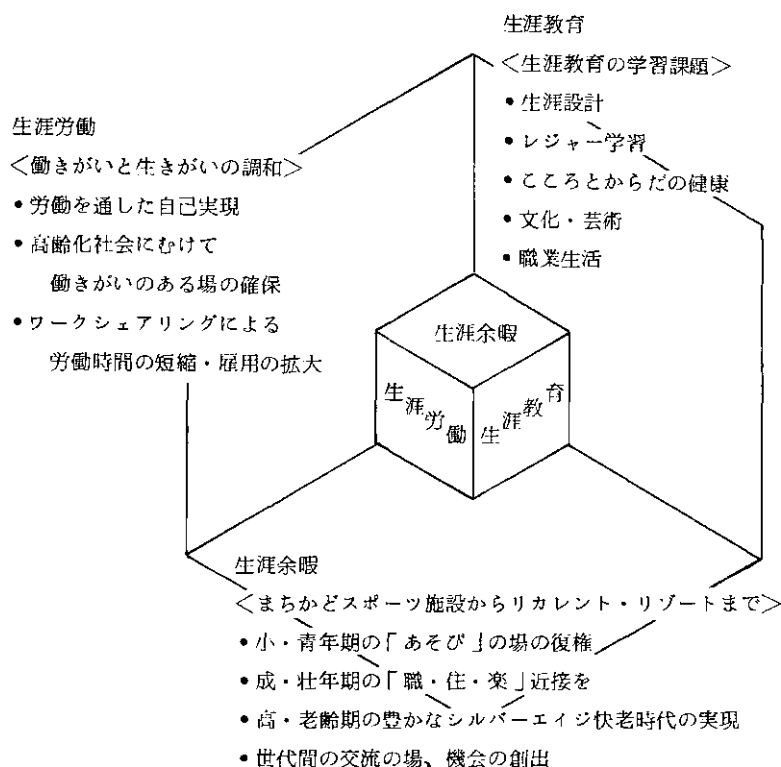 生涯教育
<生涯教育の学習課題>
• 生涯設計
• レジャー学習
• こころとからだの健康
• 文化・芸術
• 職業生活
生涯労働
<働きがいと生きがいの調和>
• 労働を通した自己実現
• 高齢化社会にむけて
働きがいのある場の確保
• ワークシェアリングによる
労働時間の短縮・雇用の拡大
生涯余暇
生涯労働
生涯教育
生涯余暇
<まちかどスポーツ施設からリカレント・リゾートまで>
• 小・青年期の「あそび」の場の復権
• 成・壮年期の「職・住・楽」近接を
• 高・老齢期の豊かなシルバーエイジ快老時代の実現
• 世代間の交流の場、機会の創出